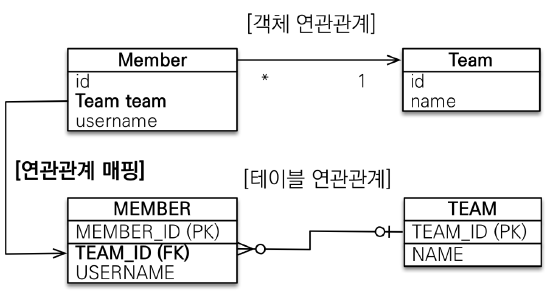 [객체 연관관계]
Member
id
Team team
username
* 1
Team
id
name
[연관관계 매핑]
[테이블 연관관계]
MEMBER
MEMBER_ID (PK)
TEAM_ID (FK)
USERNAME
TEAM
TEAM_ID (PK)
NAME